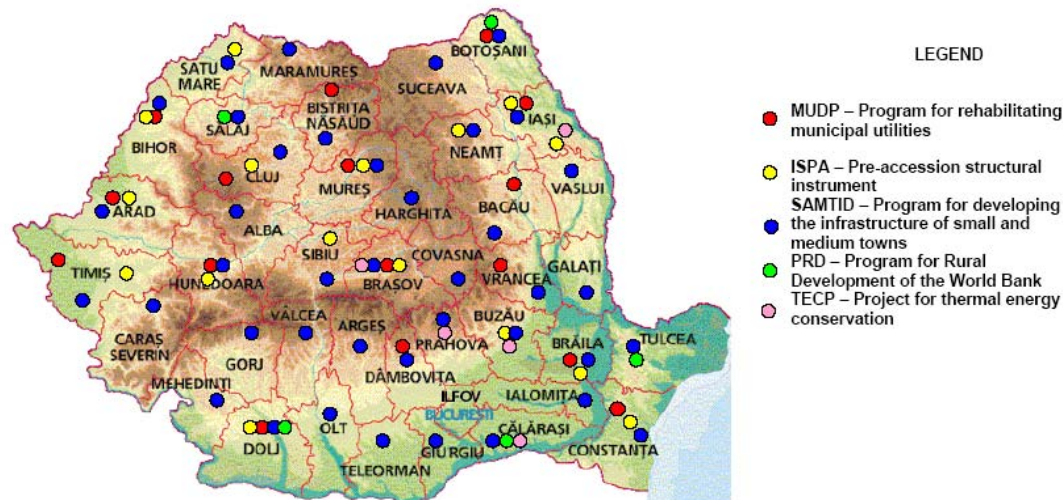 BOTOȘANI
LEGEND
SATU
MARE
MARAMUREȘ
SUCEAVA
BISTRIȚA
NĂSĂUD
IAȘI
SĂLAJ
BIHOR
NEAMȚ
CLUJ
MUREȘ
VASLUI
BACĂU
HARGHITA
ARAD
ALBA
SIBIU
COVASNA
TIMIȘ
HUNEDOARA
BRASOV
VRANCEA
GALAȚI
VÂLCEA
ARGEȘ
BUZĂU
CARAȘ
SEVERIN
PRAHOVA
BRĂILA
TULCEA
GORJ
DÂMBOVIȚA
MEHEDINȚI
ILFOV
IALOMIȚA
BUCUREȘTI
OLT
CĂLĂRAȘI
DOLJ
GIURGIU
CONSTANȚA
TELEORMAN
MUDP – Program for rehabilitating
municipal utilities
ISPA – Pre-accession structural
instrument
SAMTID – Program for developing
the infrastructure of small and
medium towns
PRD – Program for Rural
Development of the World Bank
TECP – Project for thermal energy
conservation